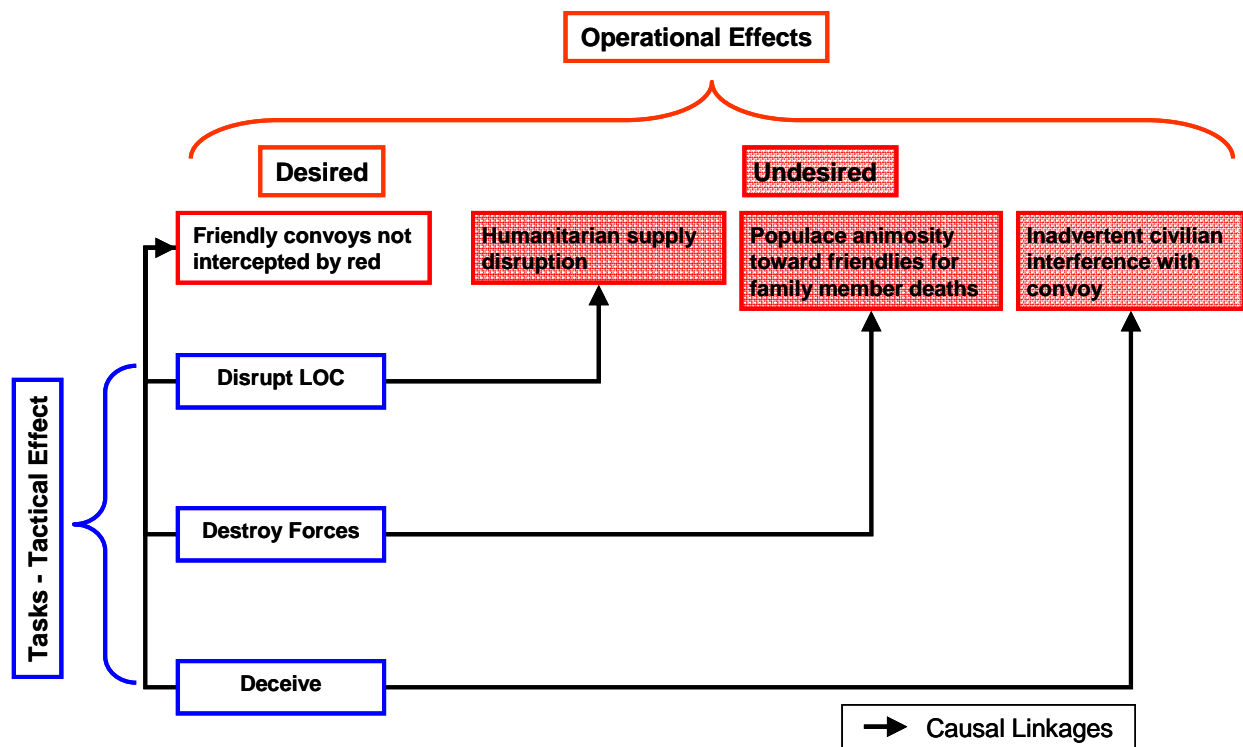 Operational Effects
Desired
Undesired
Friendly convoys not
intercepted by red
Humanitarian supply
disruption
Populace animosity
toward friendlies for
family member deaths
Inadvertent civilian
interference with
convoy
Tasks - Tactical Effect
Disrupt LOC
Destroy Forces
Deceive
Causal Linkages